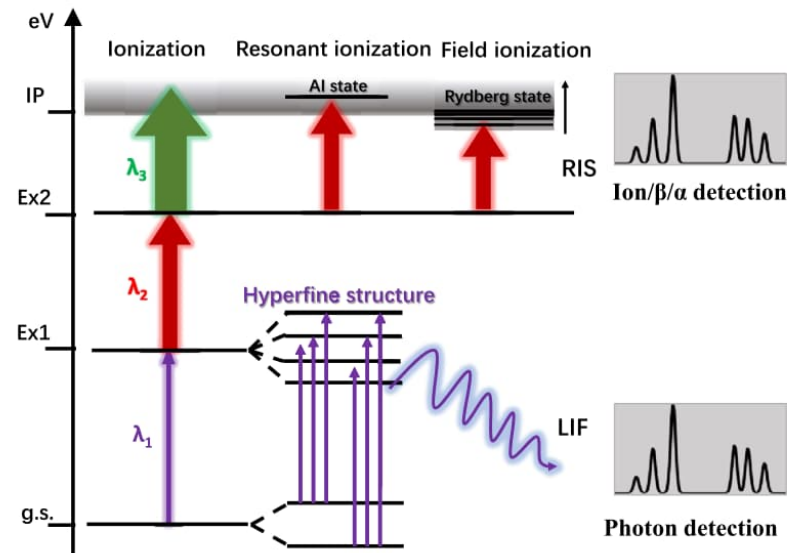 eV
Ionization
Resonant ionization
Field ionization
IP
AI state
Rydberg state
λ3
RIS
Ion/β/α detection
Ex2
λ2
Hyperfine structure
Ex1
λ1
LIF
g.s.
Photon detection